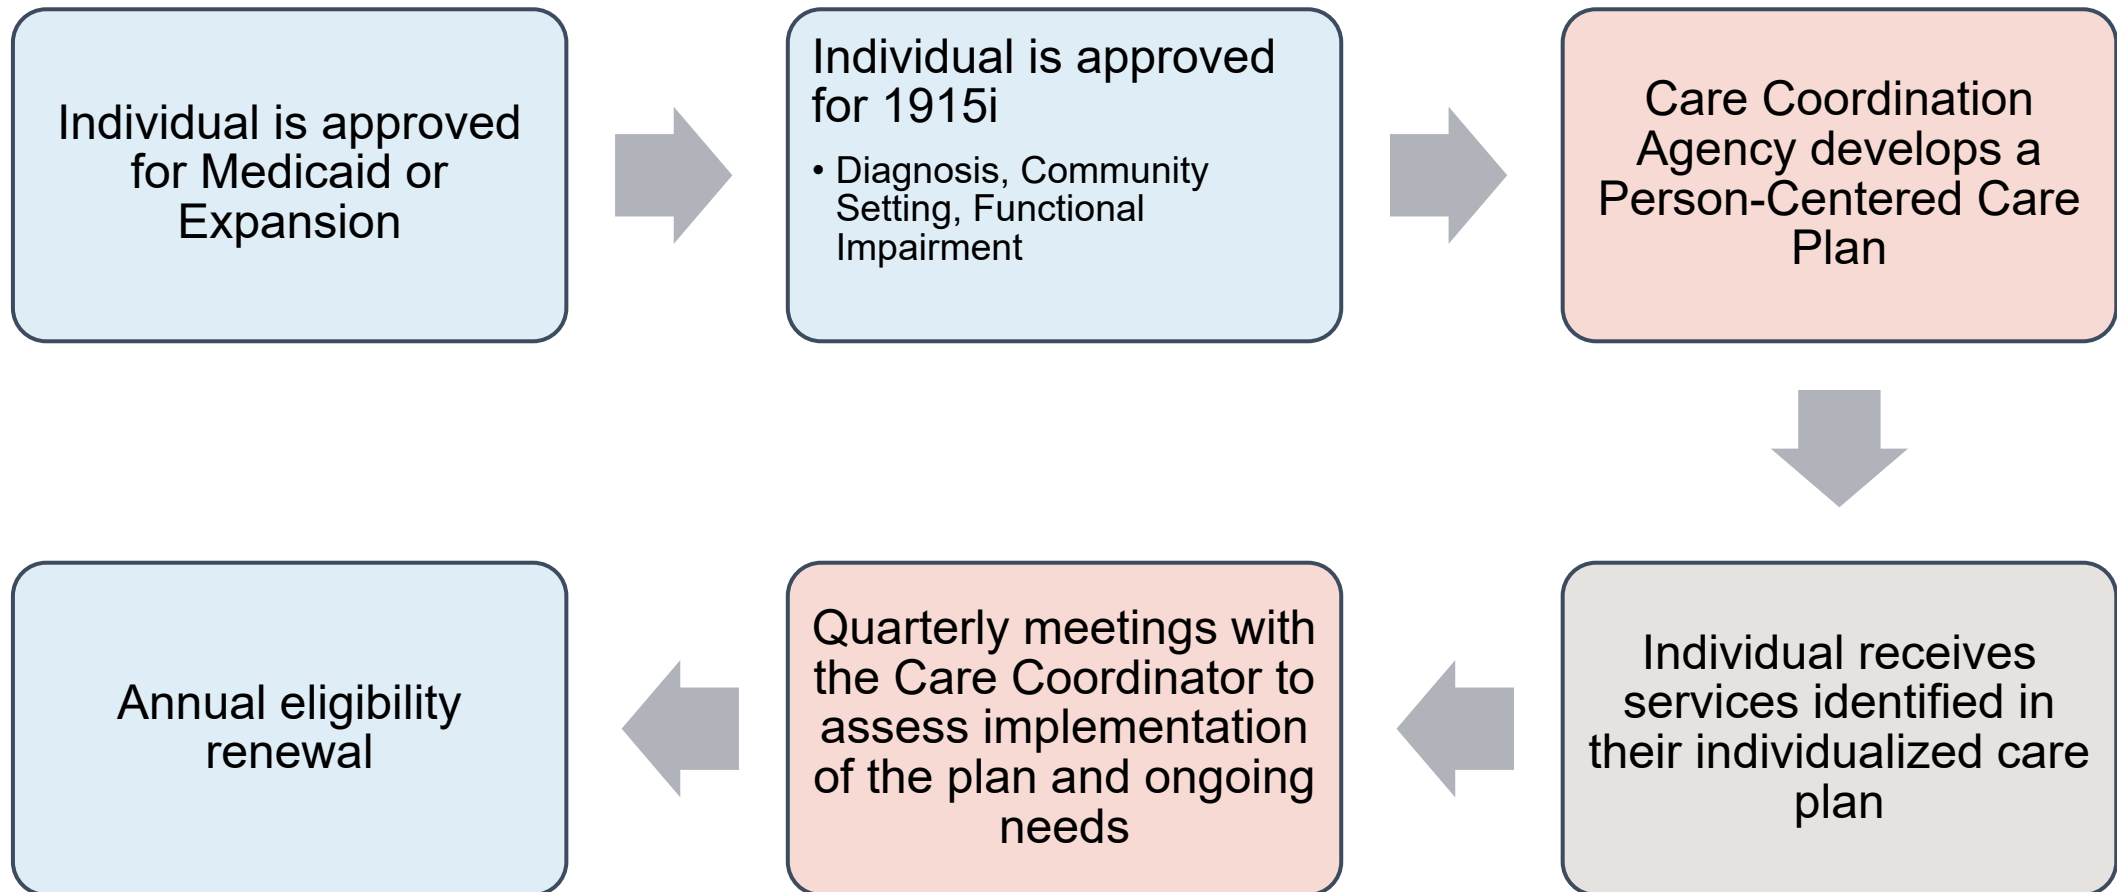 Individual is approved
for Medicaid or
Expansion
Individual is approved
for 1915i
• Diagnosis, Community
Setting, Functional
Impairment
Care Coordination
Agency develops a
Person-Centered Care
Plan
Individual receives
services identified in
their individualized care
plan
Quarterly meetings with
the Care Coordinator to
assess implementation
of the plan and ongoing
needs
Annual eligibility
renewal